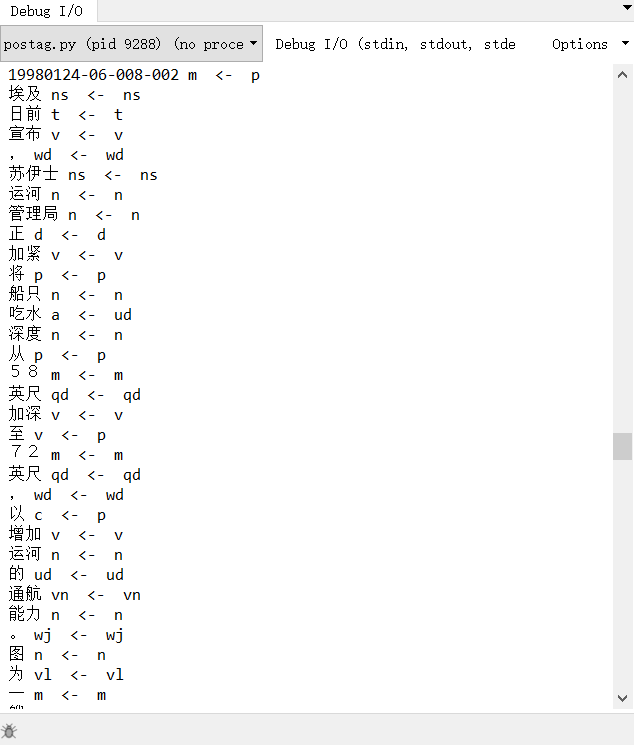 Debug I/O
postag.py (pid 9288) (no proce
Debug I/O (stdin, stdout, stde
Options
19980124-06-008-002 m <- p
埃及 ns <- ns
日前 t <- t
宣布 v <- v
， wd <- wd
苏伊士 ns <- ns
运河 n <- n
管理局 n <- n
正 d <- d
加紧 v <- v
将 p <- p
船只 n <- n
吃水 a <- ud
深度 n <- n
从 p <- p
５８ m <- m
英尺 qd <- qd
加深 v <- v
至 v <- p
７２ m <- m
英尺 qd <- qd
， wd <- wd
以 c <- p
增加 v <- v
运河 n <- n
的 ud <- ud
通航 vn <- vn
能力 n <- n
。 wj <- wj
图 n <- n
为 vl <- vl
一 m <- m